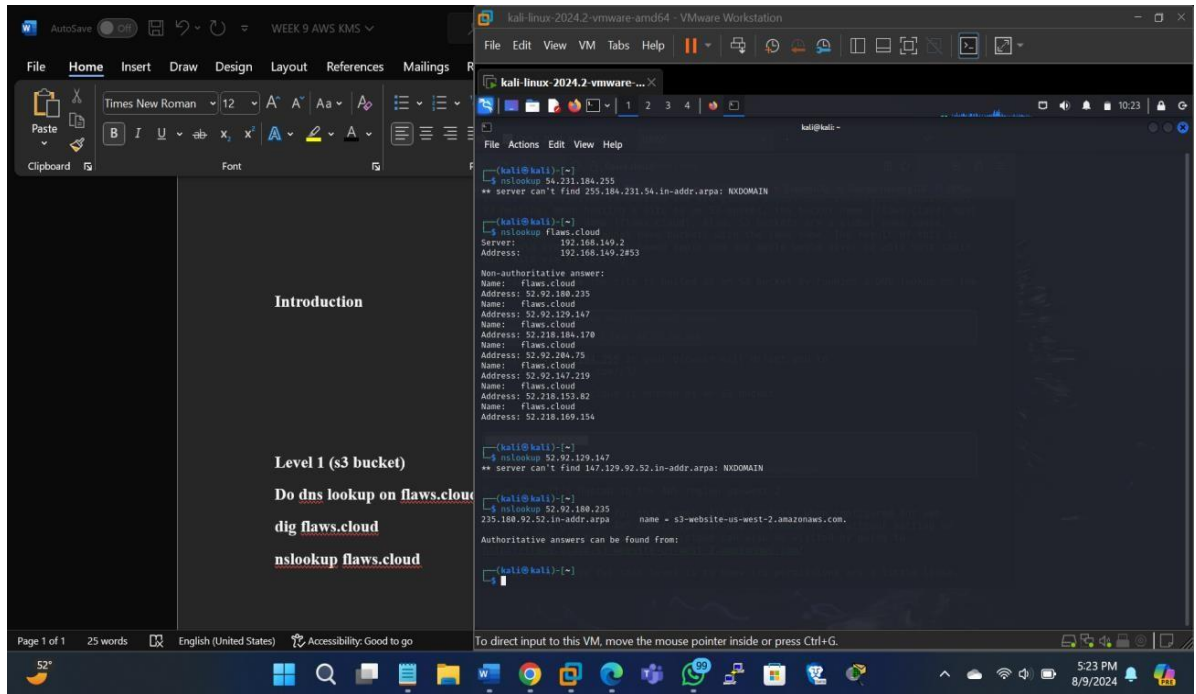 AutoSave Off WEEK 9 AWS KMS
File Home Insert Draw Design Layout References Mailings R
Times New Roman 12 A A Aa A
Paste
B I U ab x₂ x² A A
Clipboard Font
Introduction
Level 1 (s3 bucket)
Do dns lookup on flaws.cloud
dig flaws.cloud
nslookup flaws.cloud
Page 1 of 1 25 words English (United States) Accessibility: Good to go
kali-linux-2024.2-vmware-amd64 - VMware Workstation
File Edit View VM Tabs Help
kali-linux-2024.2-vmware-...
1 2 3 4 10:23
kali@kali: ~
File Actions Edit View Help
(kali㉿kali)-[~]
$ nslookup 54.231.184.255
** server can't find 255.184.231.54.in-addr.arpa: NXDOMAIN
(kali㉿kali)-[~]
$ nslookup flaws.cloud
Server: 192.168.149.2
Address: 192.168.149.2#53
Non-authoritative answer:
Name: flaws.cloud
Address: 52.92.180.235
Name: flaws.cloud
Address: 52.92.129.147
Name: flaws.cloud
Address: 52.218.184.170
Name: flaws.cloud
Address: 52.92.204.75
Name: flaws.cloud
Address: 52.92.147.219
Name: flaws.cloud
Address: 52.218.153.82
Name: flaws.cloud
Address: 52.218.169.154
(kali㉿kali)-[~]
$ nslookup 52.92.129.147
** server can't find 147.129.92.52.in-addr.arpa: NXDOMAIN
(kali㉿kali)-[~]
$ nslookup 52.92.180.235
235.180.92.52.in-addr.arpa name = s3-website-us-west-2.amazonaws.com.
Authoritative answers can be found from:
(kali㉿kali)-[~]
$
To direct input to this VM, move the mouse pointer inside or press Ctrl+G.
52°
99
5:23 PM
8/9/2024
PRE